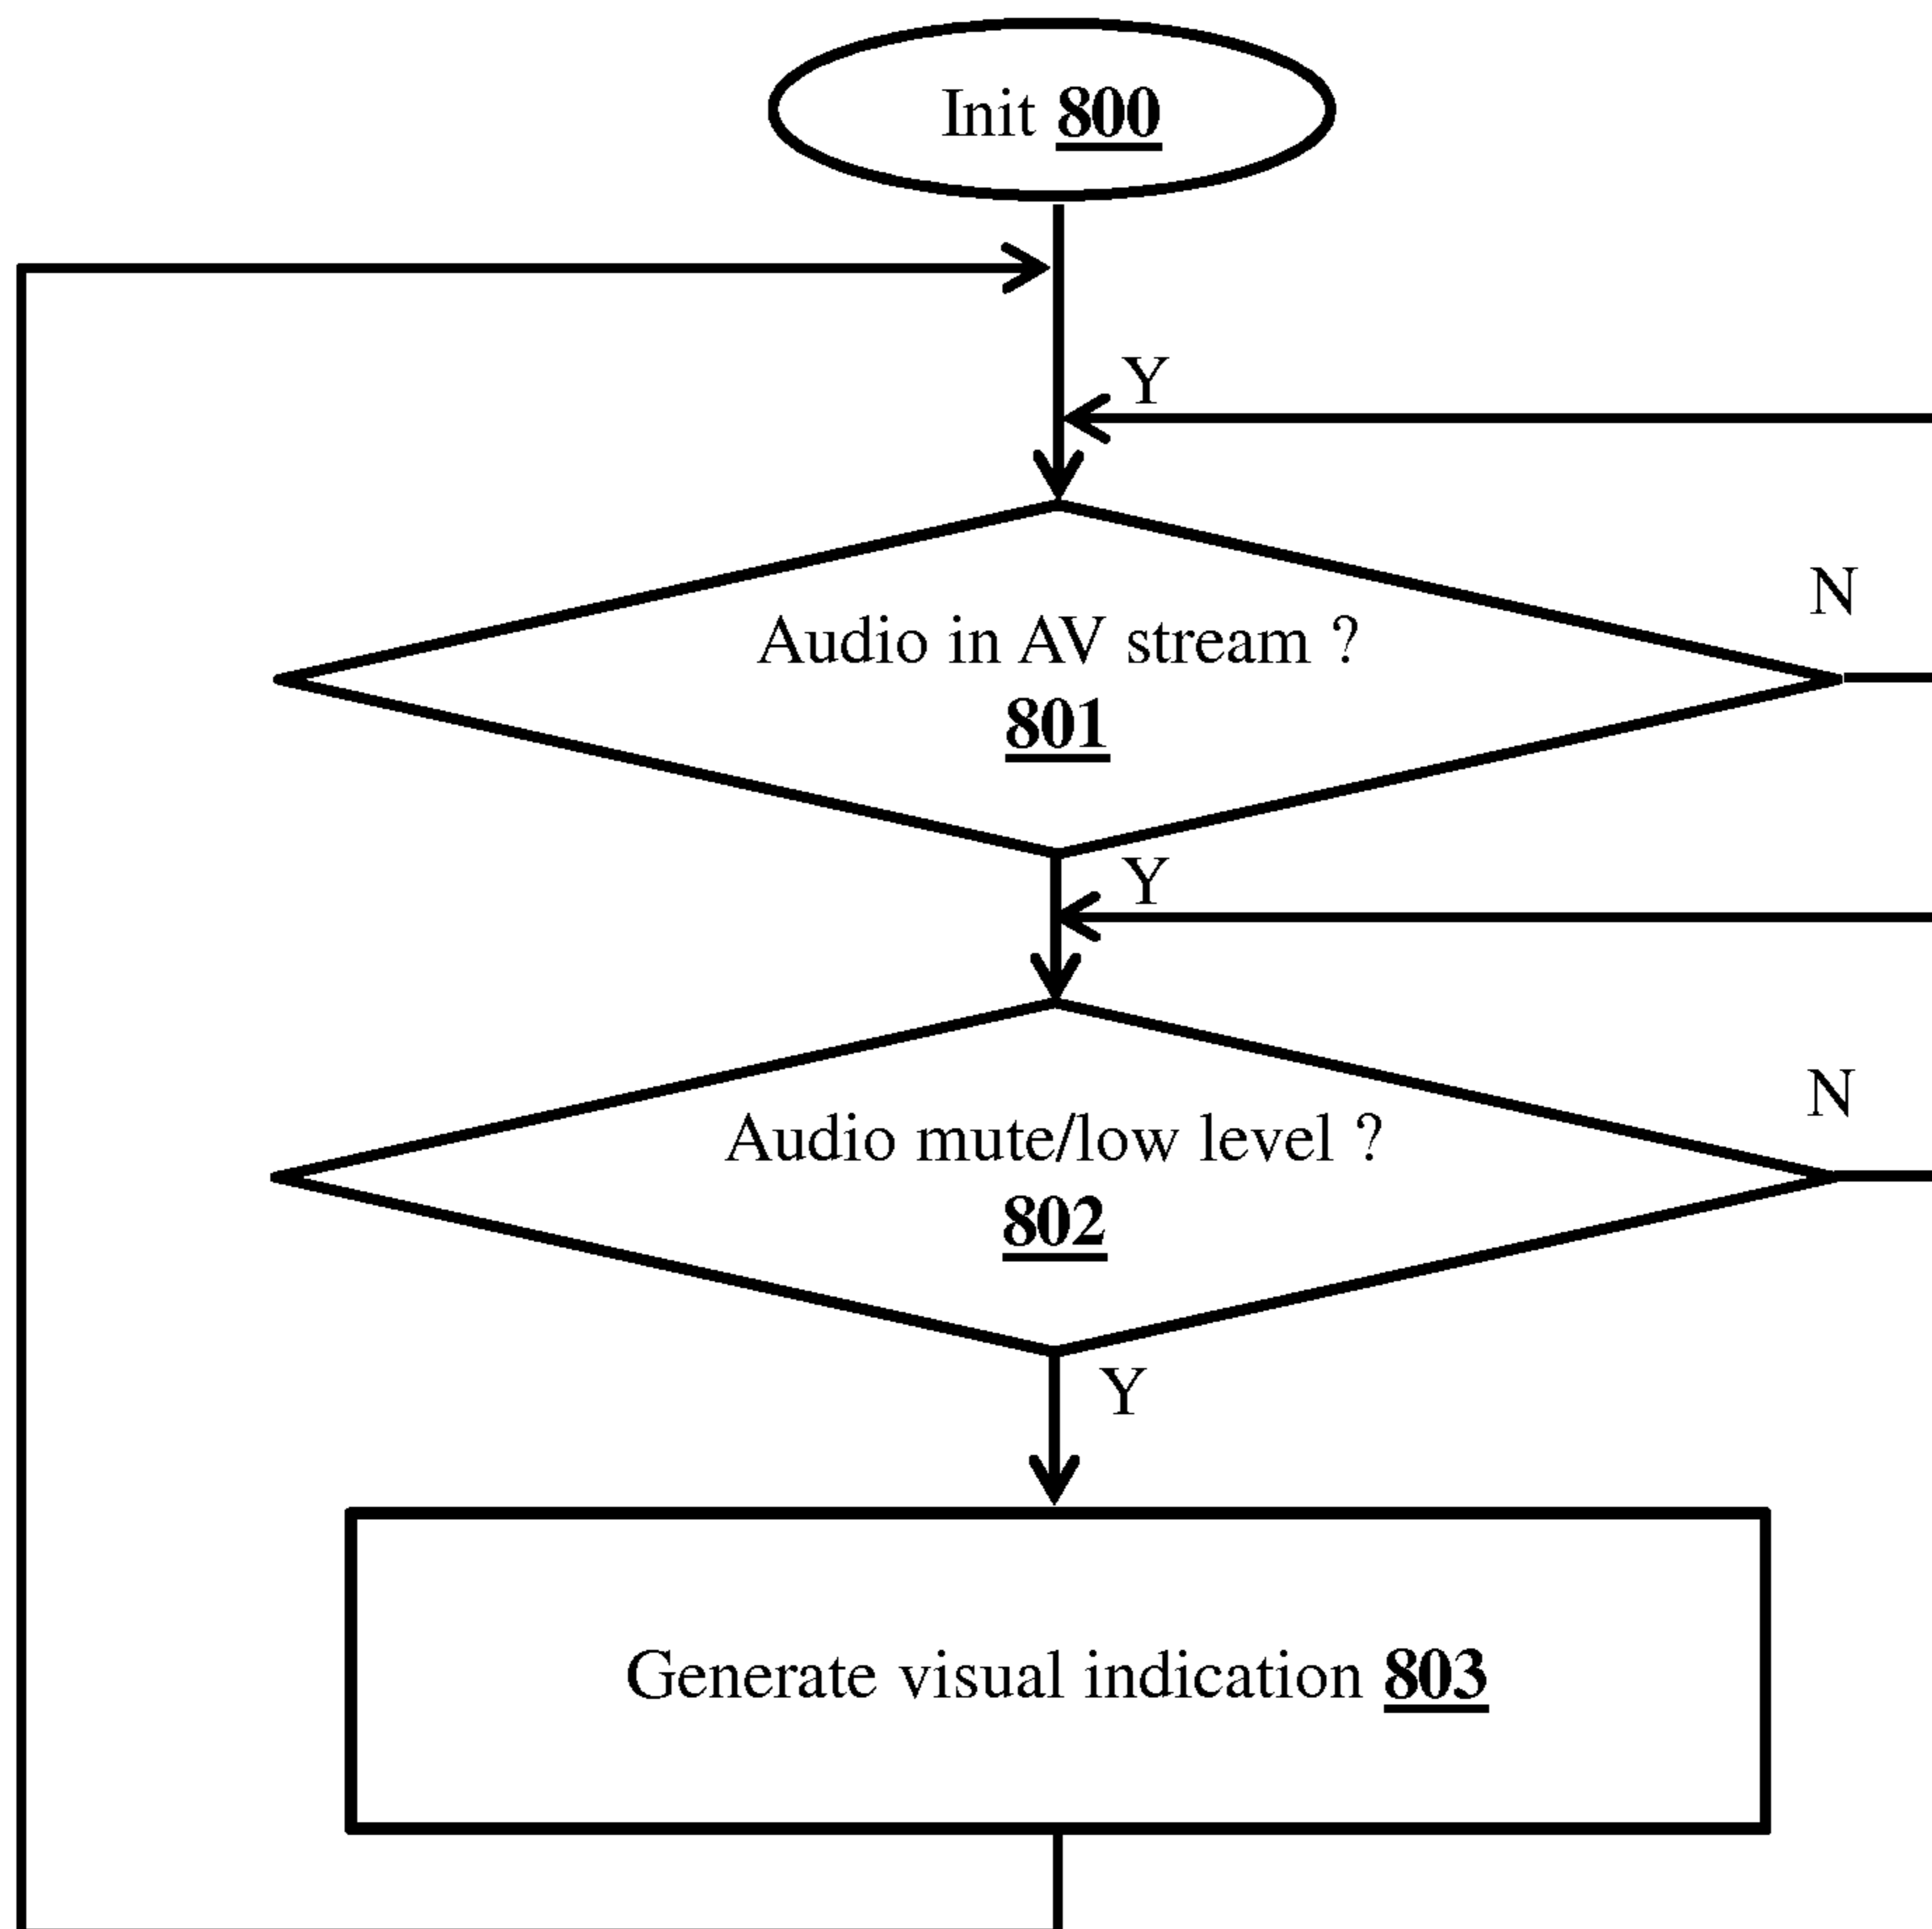 Init 800
Y
N
Audio in AV stream ?
801
Y
N
Audio mute/low level ?
802
Y
Generate visual indication 803